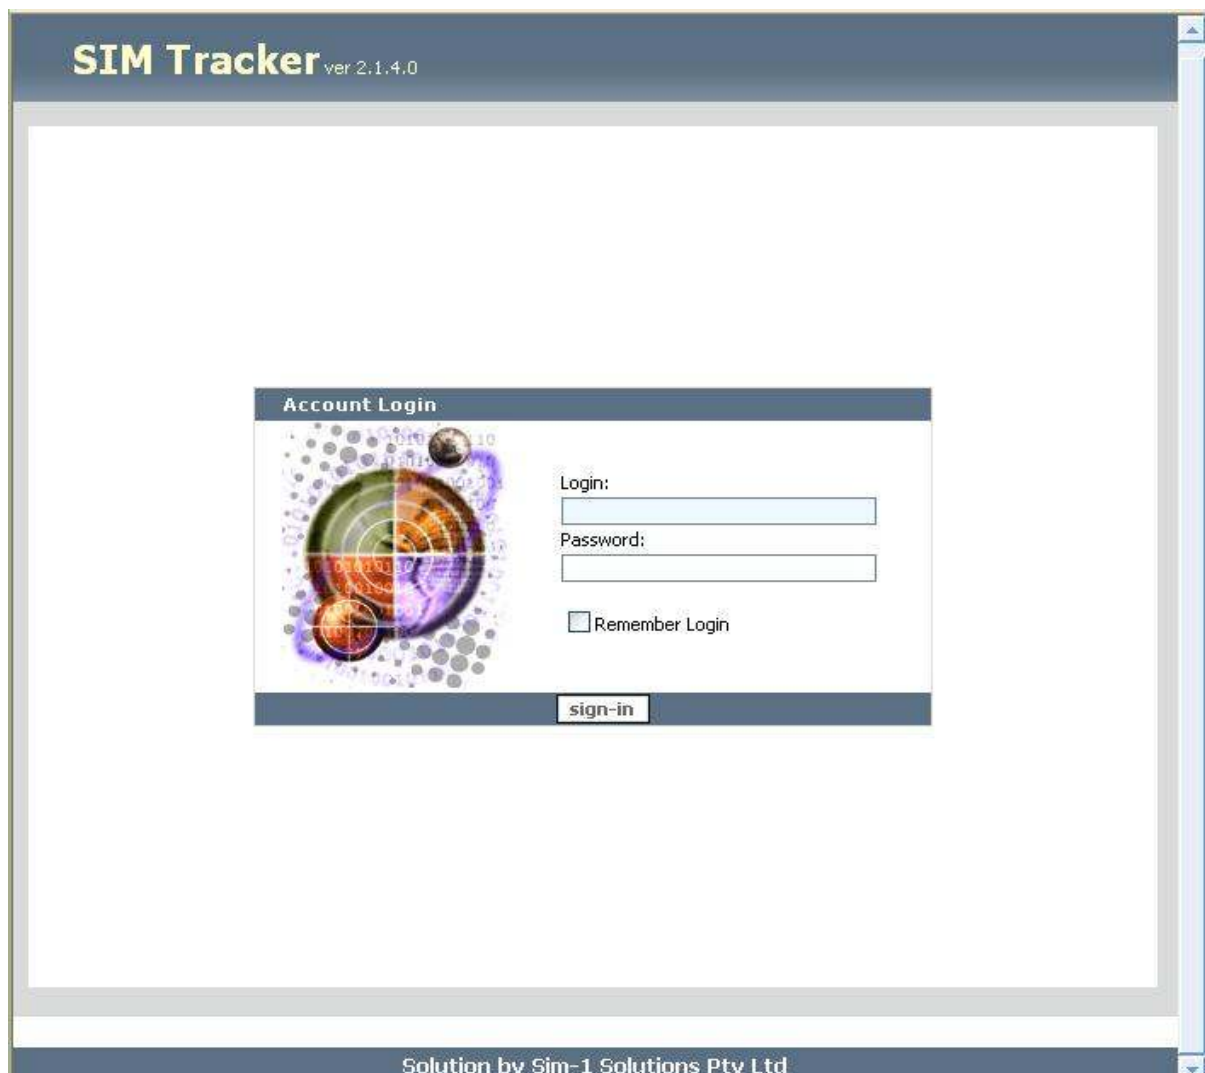 SIM Tracker ver 2.1.4.0
Account Login
Login:
Password:
Remember Login
sign-in
Solution by Sim-1 Solutions Pty Ltd